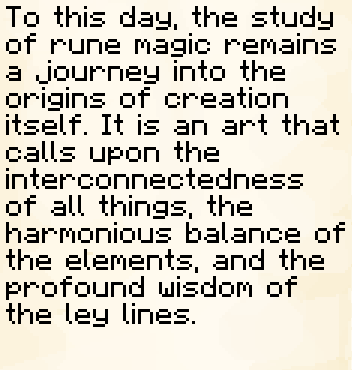 To this day, the study
of rune magic remains
a journey into the
origins of creation
itself. It is an art that
calls upon the
interconnectedness
of all things, the
harmonious balance of
the elements, and the
profound wisdom of
the ley lines.